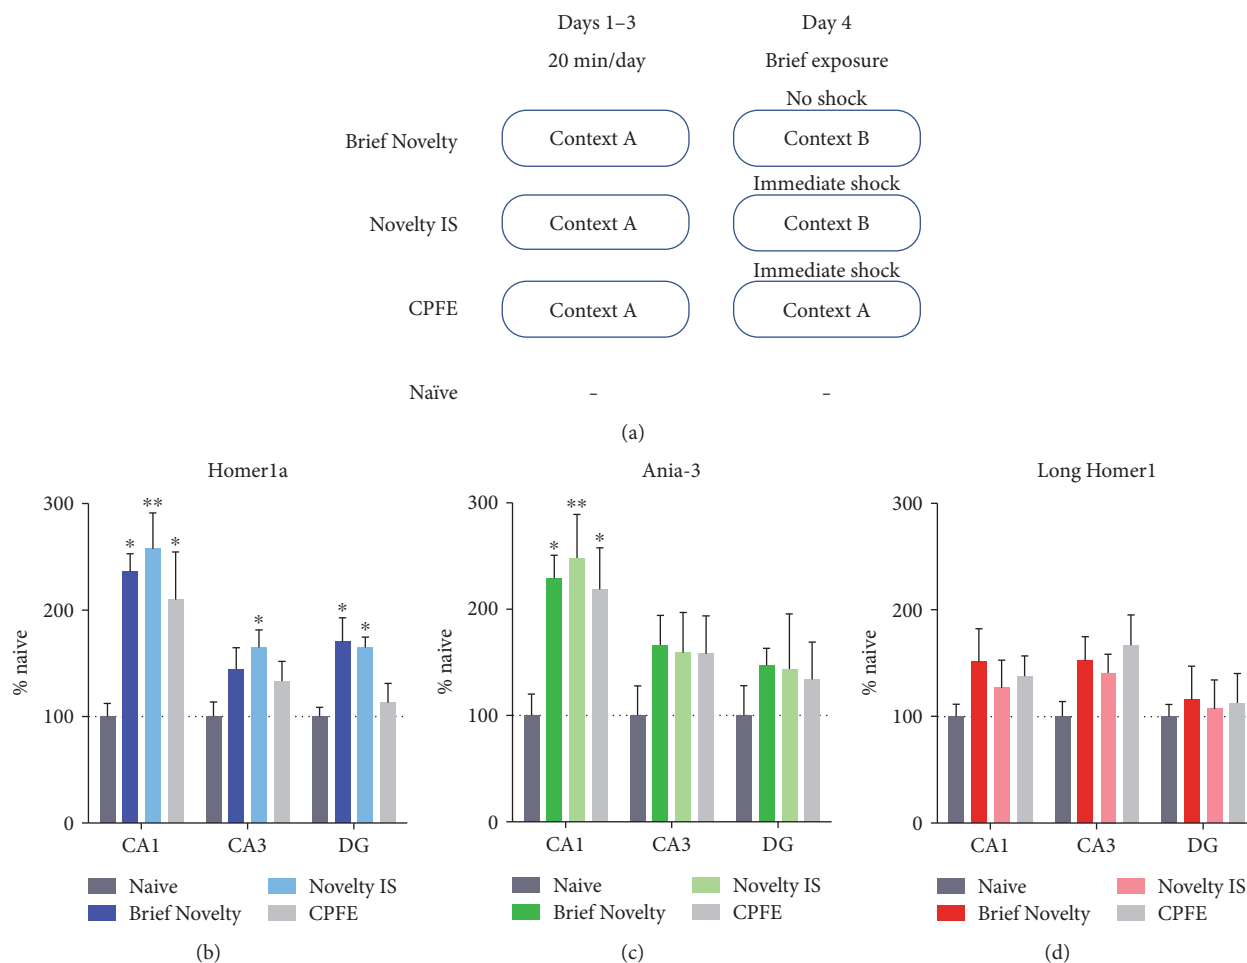 Days 1–3 Day 4
20 min/day Brief exposure
No shock
Brief Novelty Context A Context B
Immediate shock
Novelty IS Context A Context B
Immediate shock
CPFE Context A Context A
Naïve – –
(a)
Homer1a
300
200
100
0
% naive
* ** * * * *
CA1 CA3 DG
Naive Novelty IS
Brief Novelty CPFE
(b)
Ania-3
300
200
100
0
% naive
* ** *
CA1 CA3 DG
Naive Novelty IS
Brief Novelty CPFE
(c)
Long Homer1
300
200
100
0
% naive
CA1 CA3 DG
Naive Novelty IS
Brief Novelty CPFE
(d)